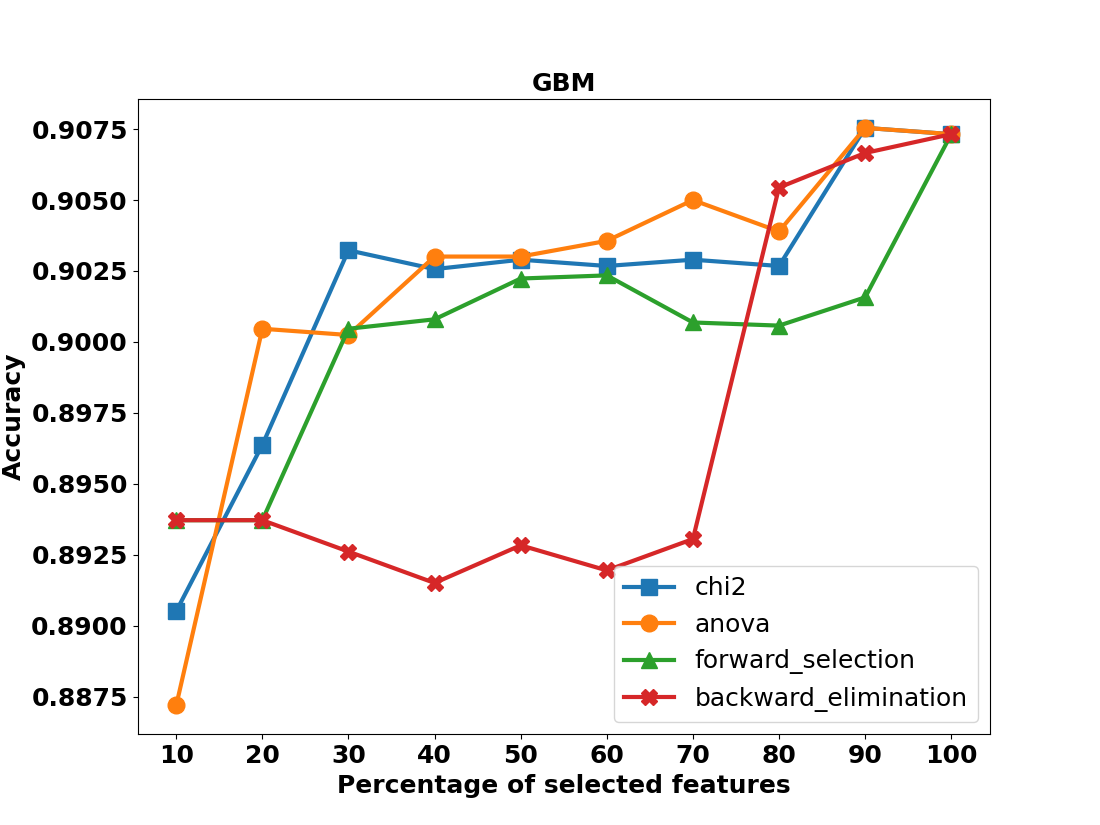 GBM
0.9075
0.9050
0.9025
0.9000
0.8975
0.8950
0.8925
0.8900
0.8875
Accuracy
chi2
anova
forward_selection
backward_elimination
10 20 30 40 50 60 70 80 90 100
Percentage of selected features